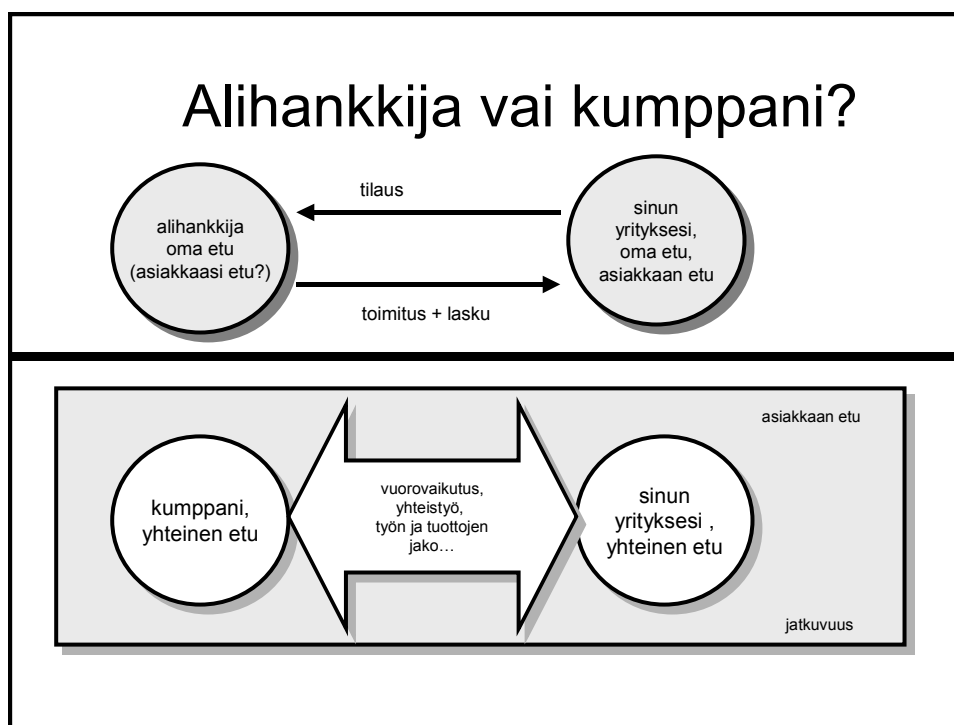 Alihankkija vai kumppani?
tilaus
alihankkija
oma etu
(asiakkaasi etu?)
sinun
yrityksesi,
oma etu,
asiakkaan etu
toimitus + lasku
asiakkaan etu
kumppani,
yhteinen etu
vuorovaikutus,
yhteistyö,
työn ja tuottojen
jako…
sinun
yrityksesi ,
yhteinen etu
jatkuvuus